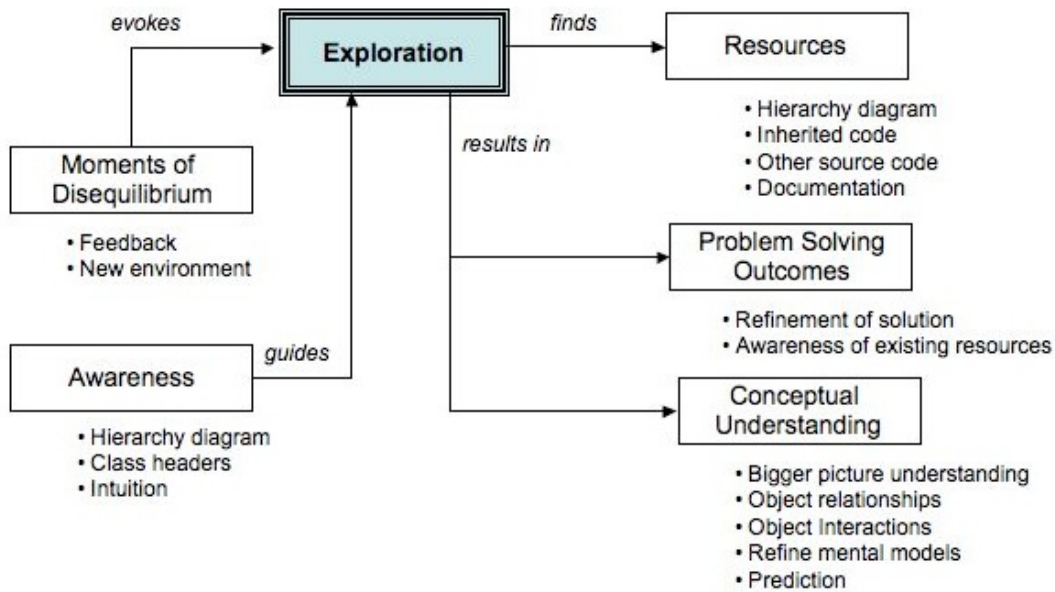 evokes
Exploration
finds
Resources
• Hierarchy diagram
• Inherited code
• Other source code
• Documentation
results in
Moments of
Disequilibrium
• Feedback
• New environment
Problem Solving
Outcomes
• Refinement of solution
• Awareness of existing resources
guides
Awareness
• Hierarchy diagram
• Class headers
• Intuition
Conceptual
Understanding
• Bigger picture understanding
• Object relationships
• Object Interactions
• Refine mental models
• Prediction